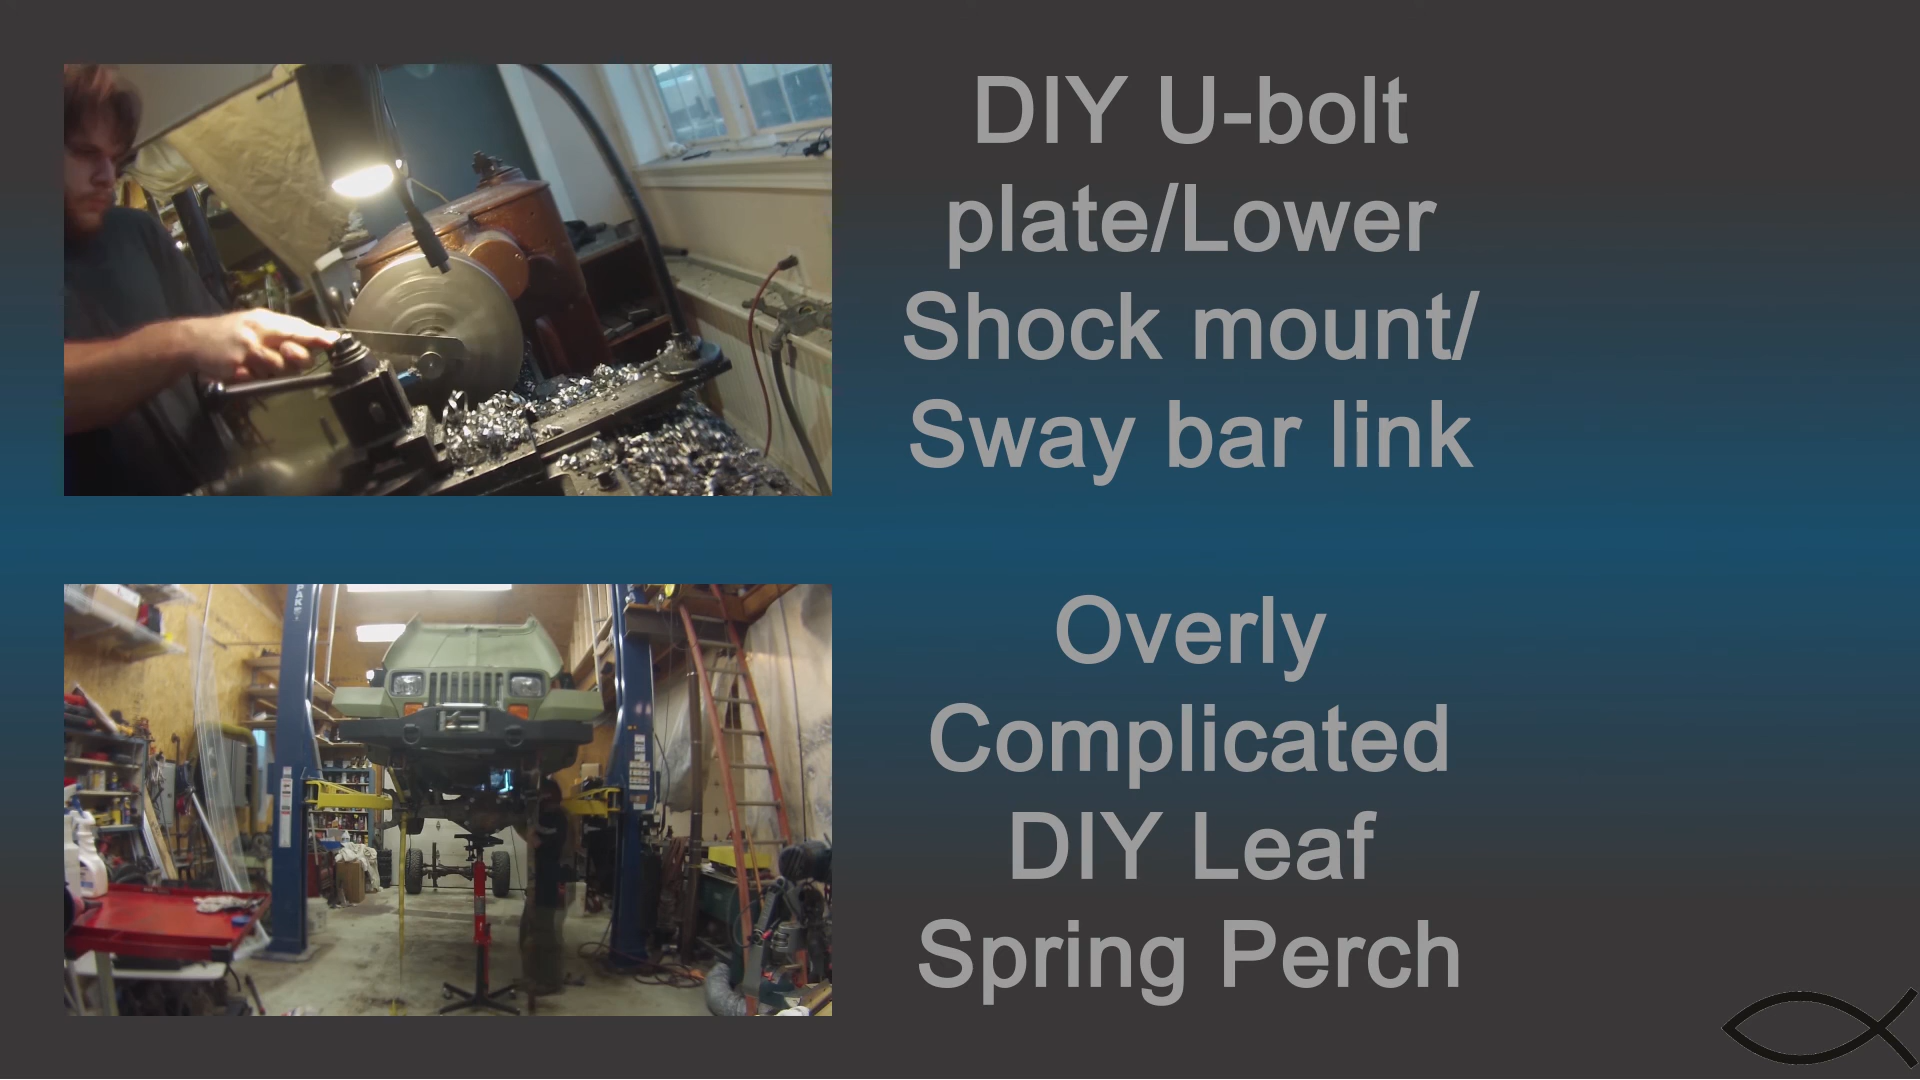 DIY U-bolt
plate/Lower
Shock mount/
Sway bar link
Overly
Complicated
DIY Leaf
Spring Perch